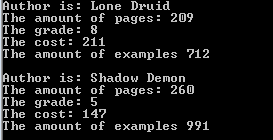 Author is: Lone Druid
The amount of pages: 209
The grade: 8
The cost: 211
The amount of examples 712
Author is: Shadow Demon
The amount of pages: 260
The grade: 5
The cost: 147
The amount of examples 991